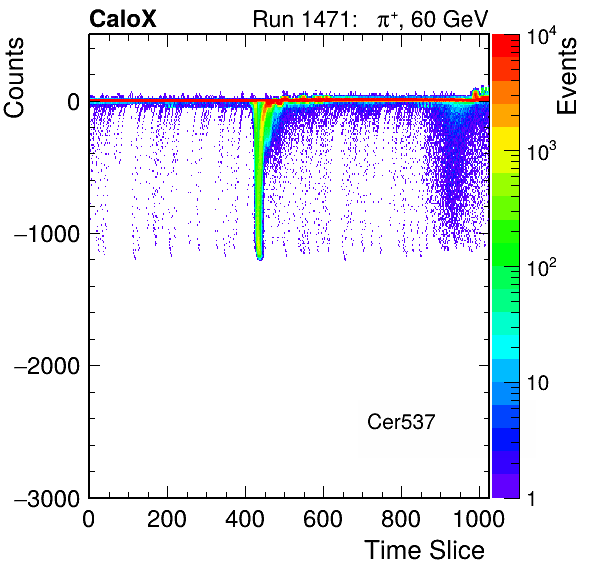 CaloX Run 1471: π⁺, 60 GeV
Counts
Events
0
−1000
−2000
−3000
0 200 400 600 800 1000
Time Slice
Cer537
10⁴
10³
10²
10
1